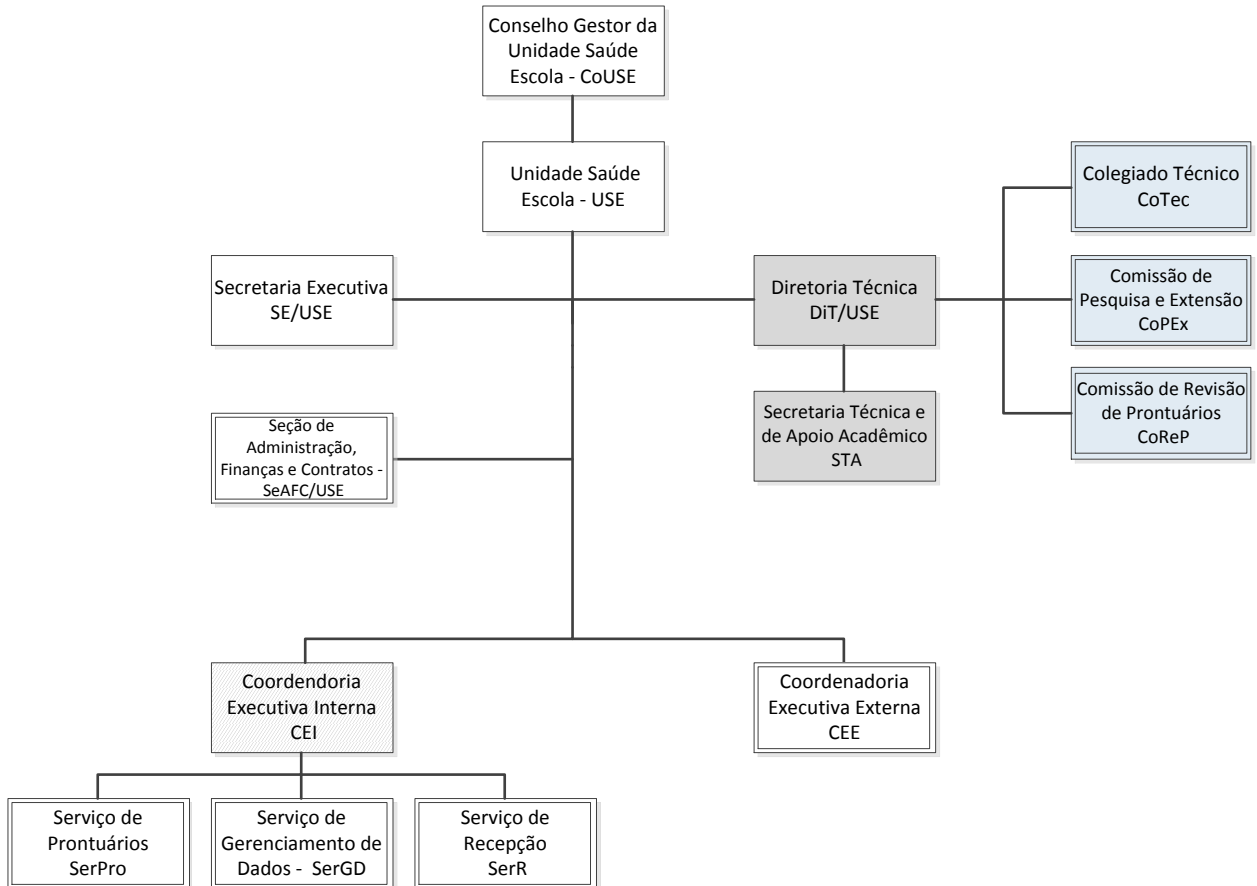 Conselho Gestor da
Unidade Saúde
Escola - CoUSE
Unidade Saúde
Escola - USE
Colegiado Técnico
CoTec
Secretaria Executiva
SE/USE
Diretoria Técnica
DiT/USE
Comissão de
Pesquisa e Extensão
CoPEx
Seção de
Administração,
Finanças e Contratos -
SeAFC/USE
Secretaria Técnica e
de Apoio Acadêmico
STA
Comissão de Revisão
de Prontuários
CoReP
Coordendoria
Executiva Interna
CEI
Coordenadoria
Executiva Externa
CEE
Serviço de
Prontuários
SerPro
Serviço de
Gerenciamento de
Dados - SerGD
Serviço de
Recepção
SerR